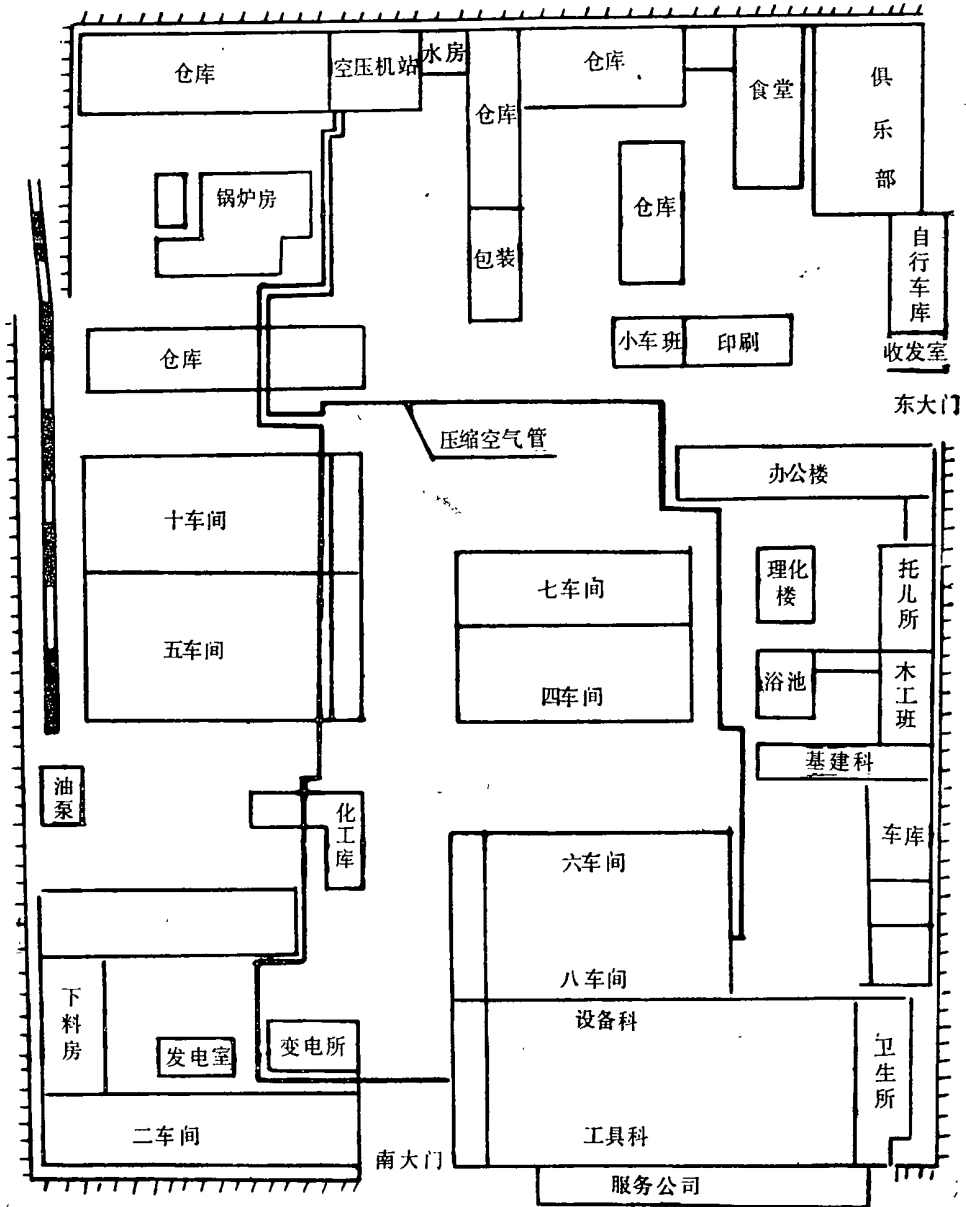 仓库
空压机站
水房
仓库
仓库
食堂
俱乐部
锅炉房
仓库
包装
自行车库
仓库
小车班
印刷
收发室
东大门
压缩空气管
办公楼
十车间
七车间
理化楼
托儿所
五车间
四车间
浴池
木工班
基建科
油泵
化工库
车库
六车间
八车间
下料房
设备科
发电室
变电所
卫生所
二车间
工具科
南大门
服务公司